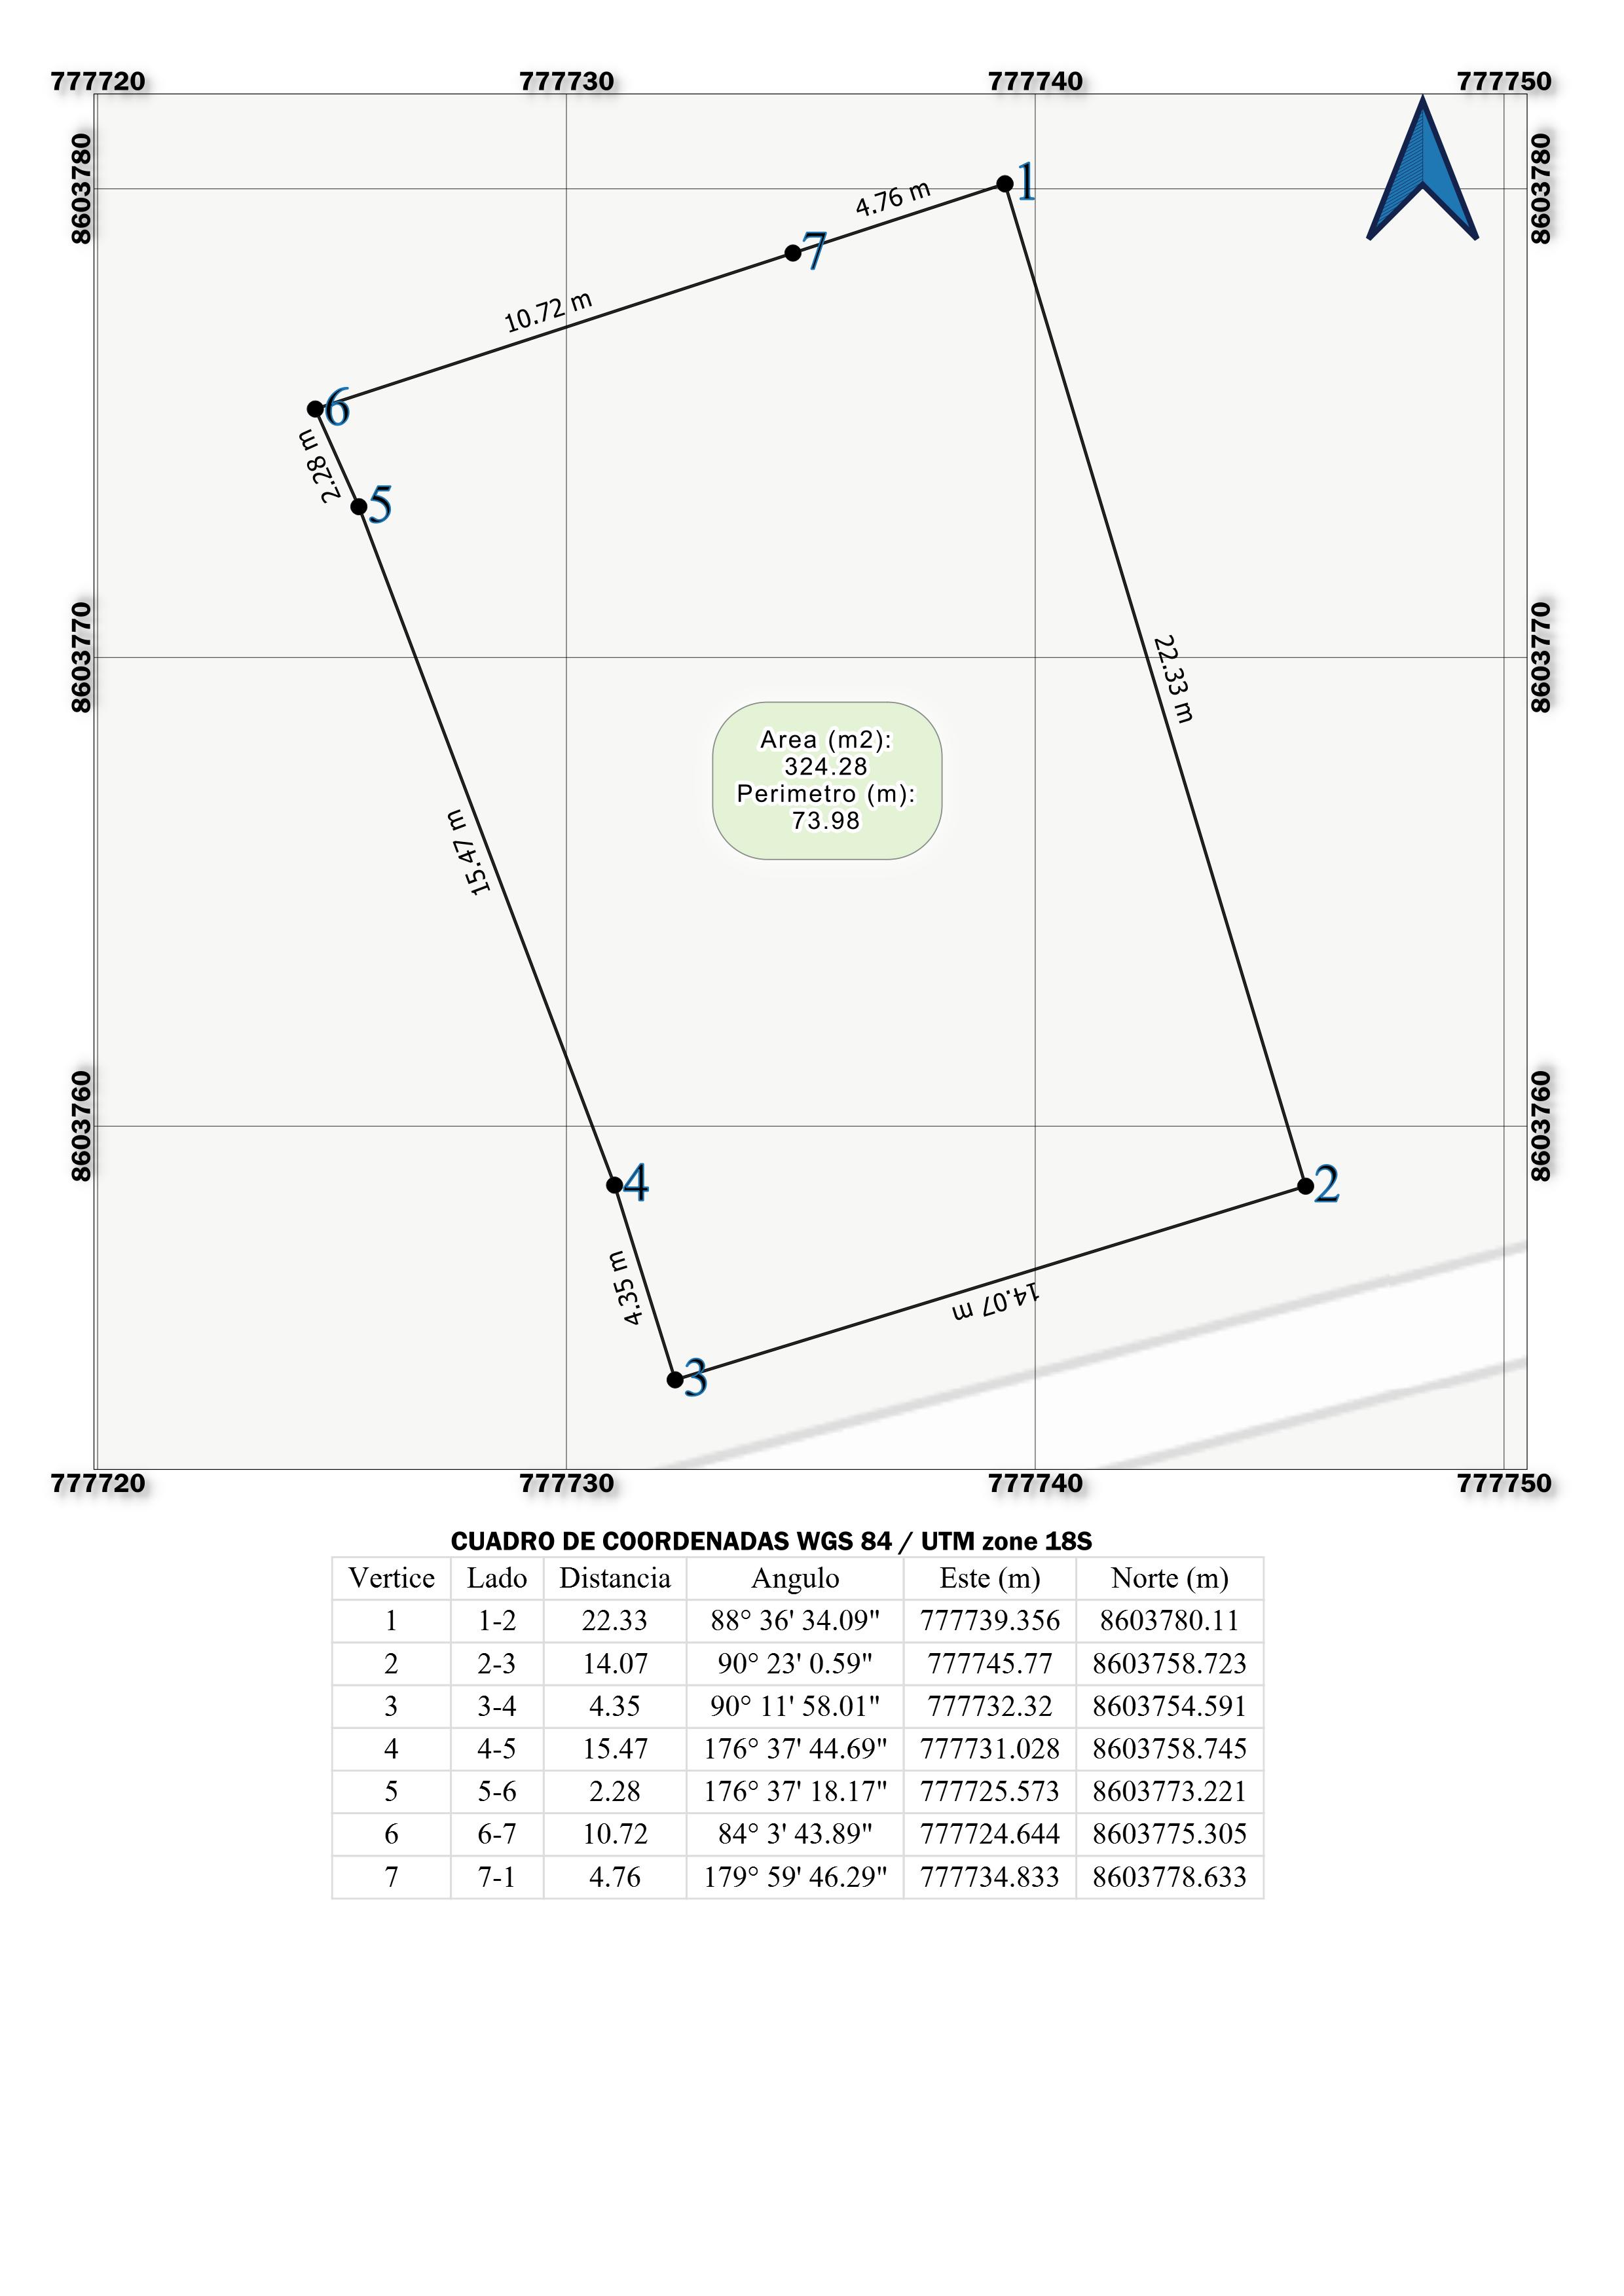 777720 777730 777740 777750
8603780 8603780
1
4.76 m
7
10.72 m
6
2.28 m
5
8603770 8603770
22.33 m
Area (m2):
324.28
Perimetro (m):
73.98
15.47 m
8603760 8603760
4
2
4.35 m
14.07 m
3
777720 777730 777740 777750
CUADRO DE COORDENADAS WGS 84 / UTM zone 18S
Vertice Lado Distancia Angulo Este (m) Norte (m)
1 1-2 22.33 88° 36' 34.09" 777739.356 8603780.11
2 2-3 14.07 90° 23' 0.59" 777745.77 8603758.723
3 3-4 4.35 90° 11' 58.01" 777732.32 8603754.591
4 4-5 15.47 176° 37' 44.69" 777731.028 8603758.745
5 5-6 2.28 176° 37' 18.17" 777725.573 8603773.221
6 6-7 10.72 84° 3' 43.89" 777724.644 8603775.305
7 7-1 4.76 179° 59' 46.29" 777734.833 8603778.633